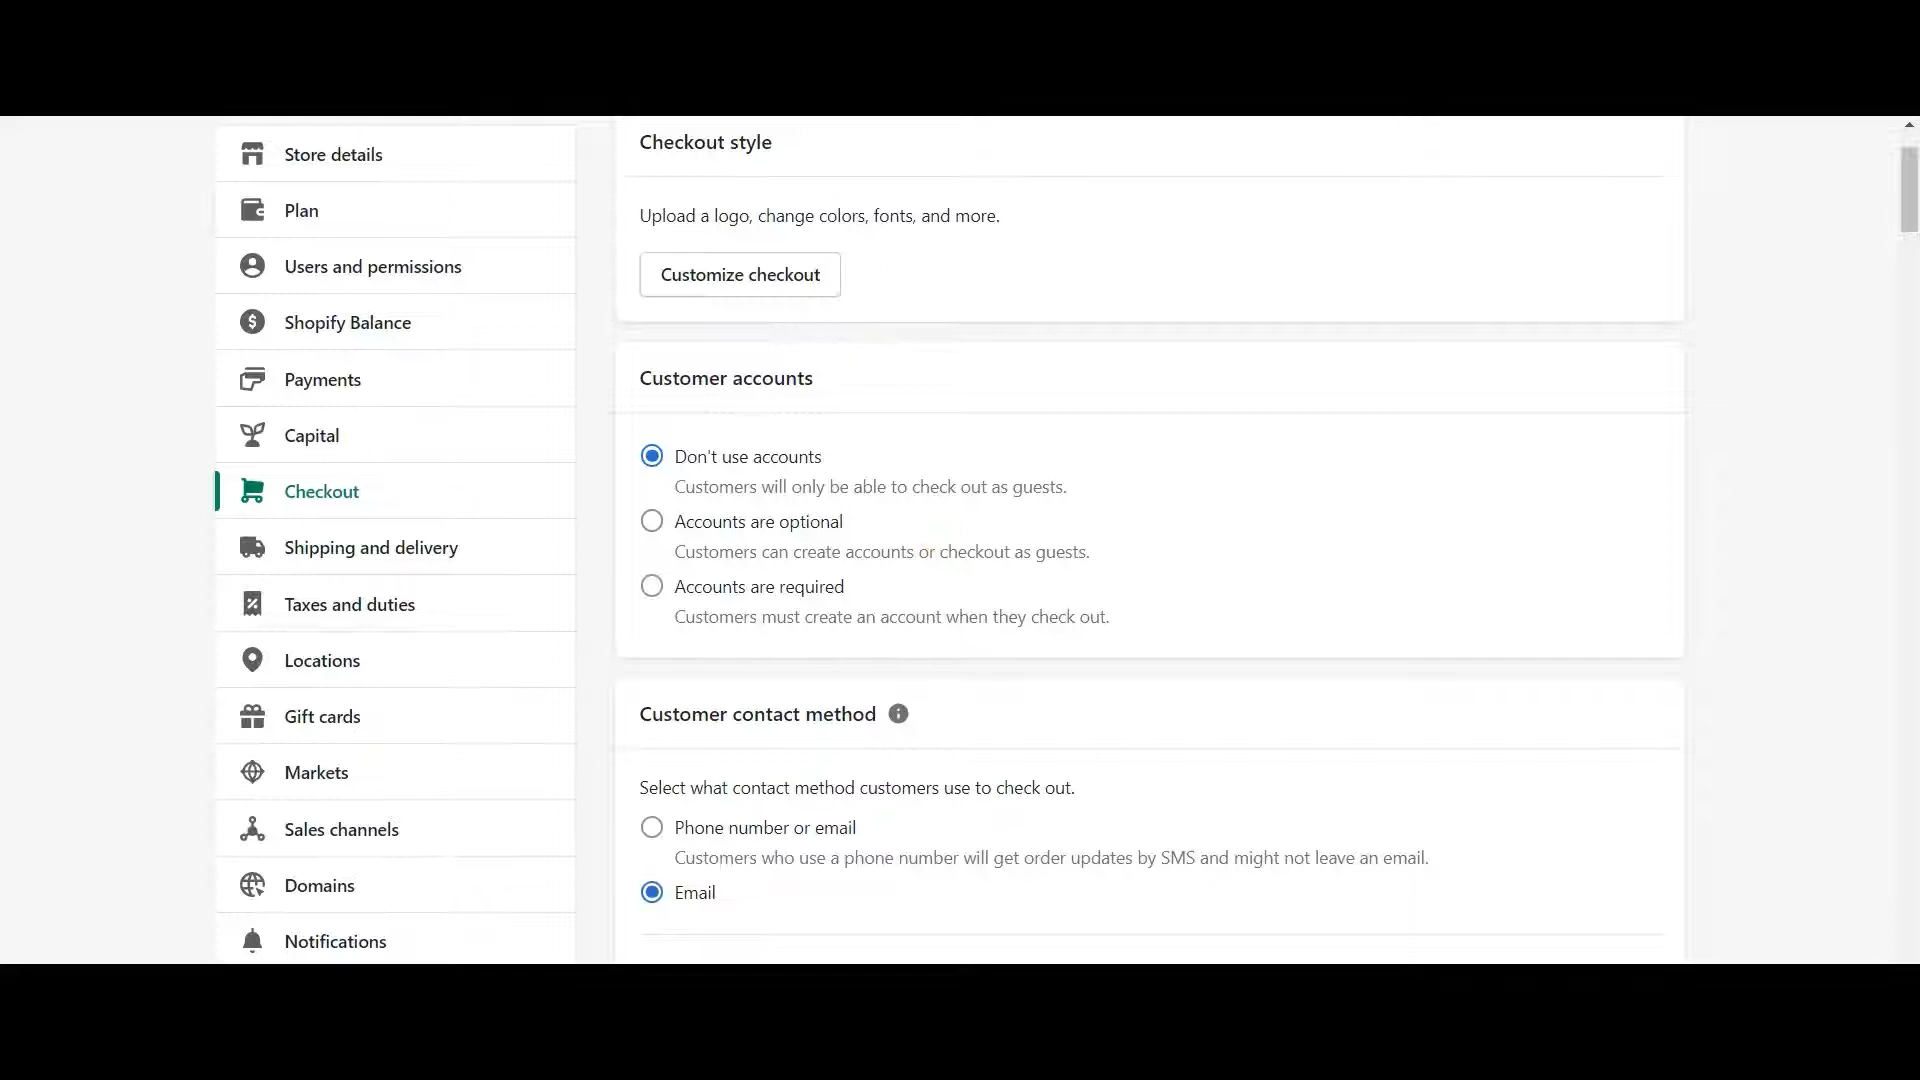 Store details
Plan
Users and permissions
Shopify Balance
Payments
Capital
Checkout
Shipping and delivery
Taxes and duties
Locations
Gift cards
Markets
Sales channels
Domains
Notifications
Checkout style
Upload a logo, change colors, fonts, and more.
Customize checkout
Customer accounts
Don't use accounts
Customers will only be able to check out as guests.
Accounts are optional
Customers can create accounts or checkout as guests.
Accounts are required
Customers must create an account when they check out.
Customer contact method
Select what contact method customers use to check out.
Phone number or email
Customers who use a phone number will get order updates by SMS and might not leave an email.
Email